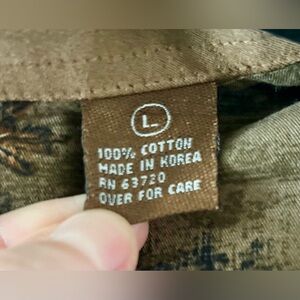 L
100% COTTON
MADE IN KOREA
RN 63720
OVER FOR CARE